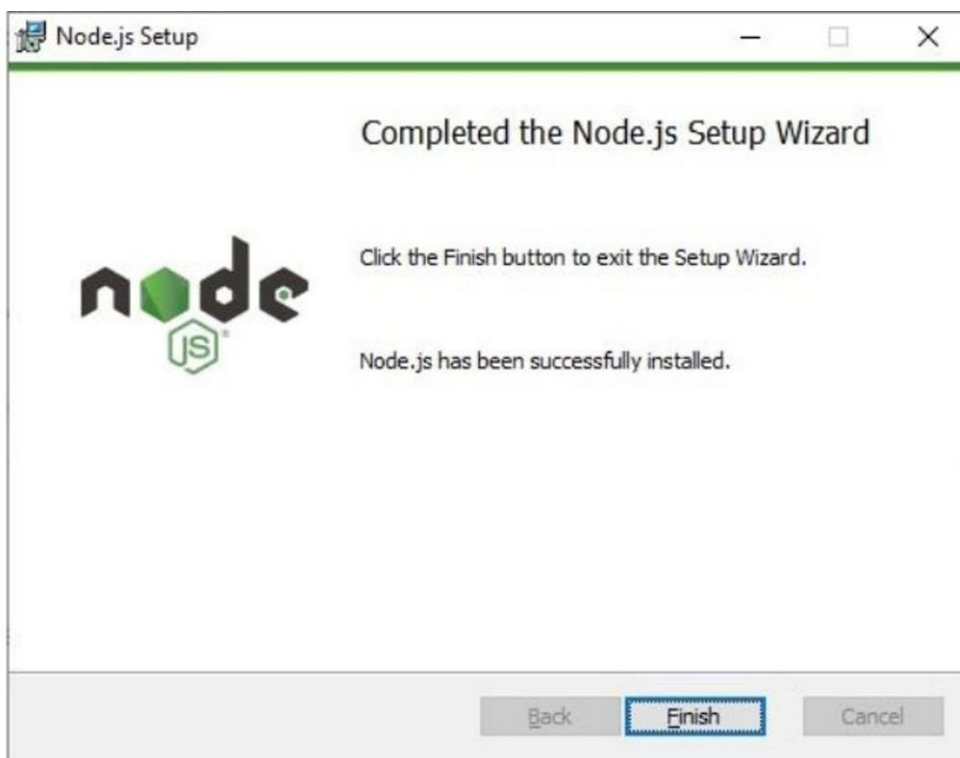 Node.js Setup
Completed the Node.js Setup Wizard
Click the Finish button to exit the Setup Wizard.
node
JS®
Node.js has been successfully installed.
Back Finish Cancel